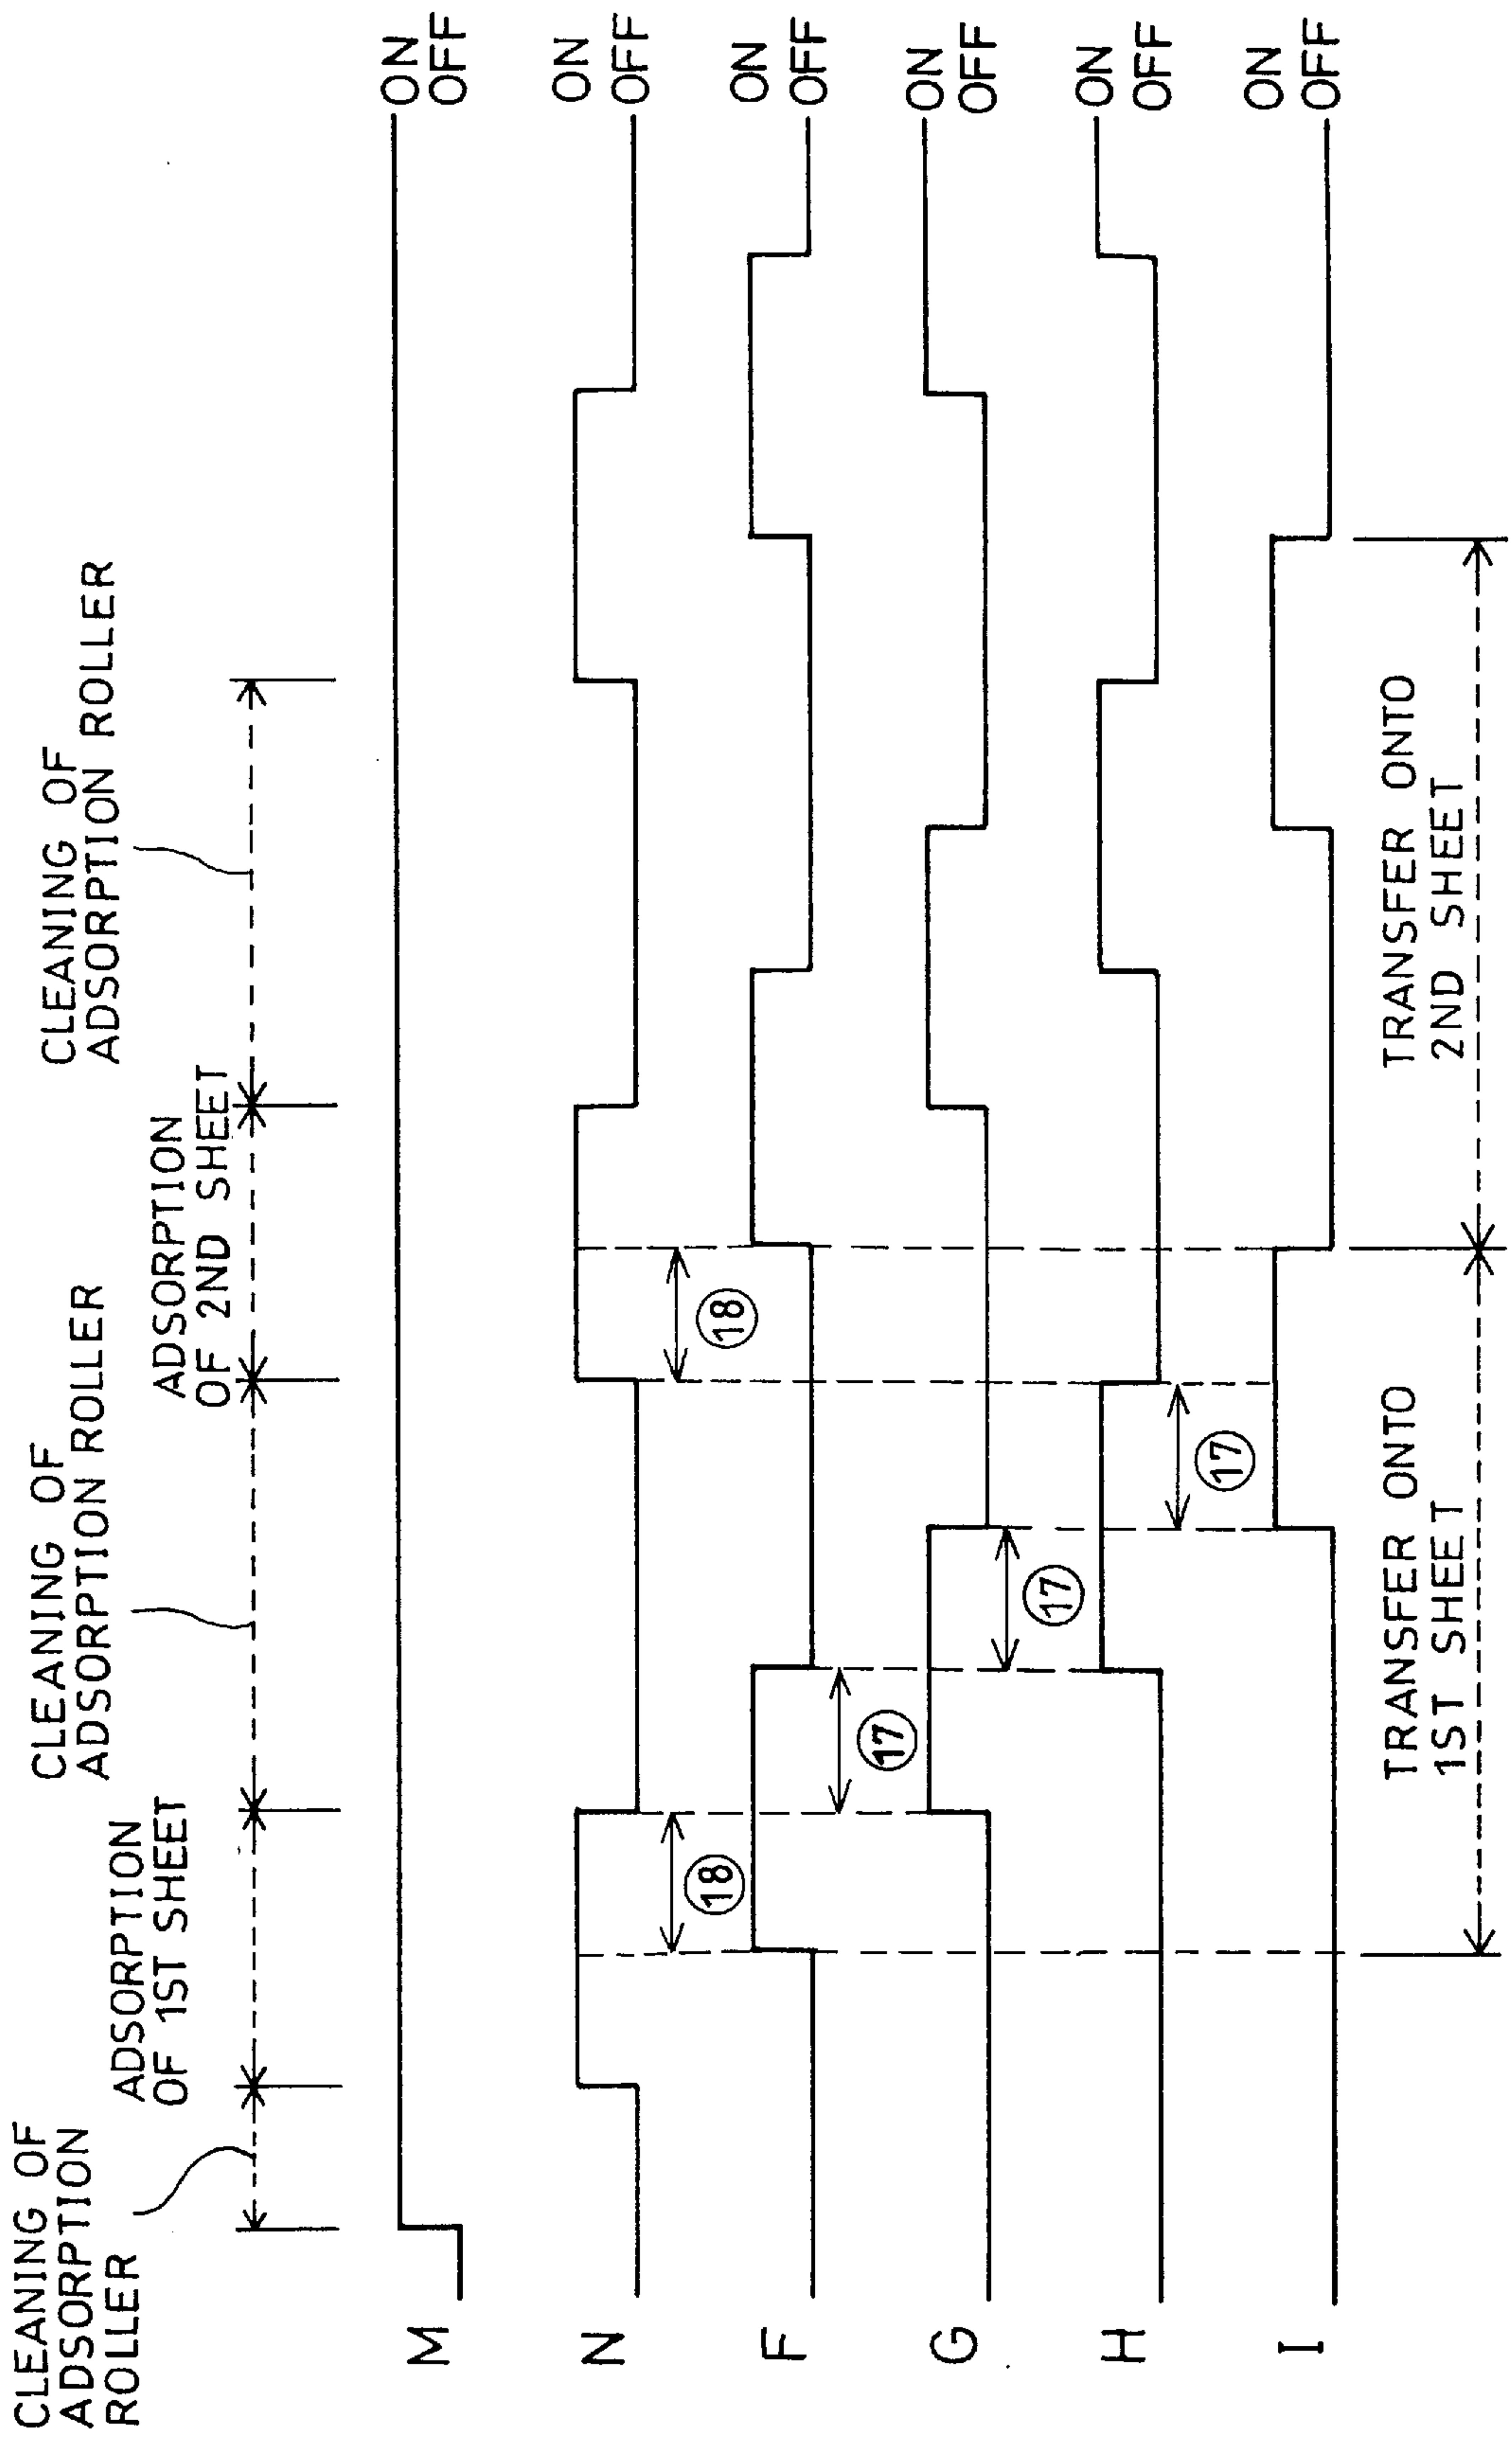 CLEANING OF
ADSORPTION
ROLLER
ADSORPTION
OF 1ST SHEET
CLEANING OF
ADSORPTION ROLLER
ADSORPTION
OF 2ND SHEET
CLEANING OF
ADSORPTION ROLLER
M
ON
OFF
N
ON
OFF
18
18
F
ON
OFF
17
G
ON
OFF
17
H
ON
OFF
17
I
ON
OFF
TRANSFER ONTO
1ST SHEET
TRANSFER ONTO
2ND SHEET